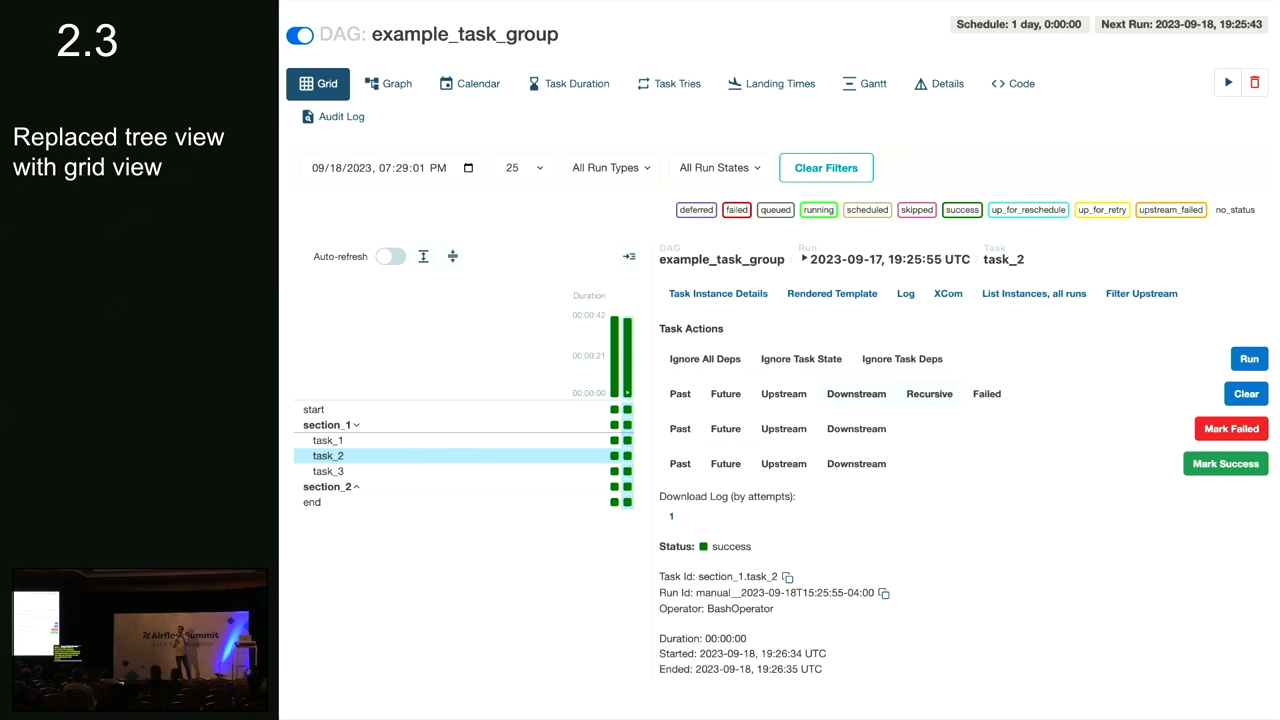 2.3
Replaced tree view
with grid view
DAG: example_task_group
Schedule: 1 day, 0:00:00
Next Run: 2023-09-18, 19:25:43
Grid
Graph
Calendar
Task Duration
Task Tries
Landing Times
Gantt
Details
<> Code
Audit Log
09/18/2023, 07:29:01 PM
25
All Run Types
All Run States
Clear Filters
deferred
failed
queued
running
scheduled
skipped
success
up_for_reschedule
up_for_retry
upstream_failed
no_status
Auto-refresh
Duration
00:00:42
00:00:21
00:00:00
start
section_1
task_1
task_2
task_3
section_2
end
DAG
example_task_group
/
Run
2023-09-17, 19:25:55 UTC
/
Task
task_2
Task Instance Details
Rendered Template
Log
XCom
List Instances, all runs
Filter Upstream
Task Actions
Ignore All Deps
Ignore Task State
Ignore Task Deps
Run
Past
Future
Upstream
Downstream
Recursive
Failed
Clear
Past
Future
Upstream
Downstream
Mark Failed
Past
Future
Upstream
Downstream
Mark Success
Download Log (by attempts):
1
Status: success
Task Id: section_1.task_2
Run Id: manual__2023-09-18T15:25:55-04:00
Operator: BashOperator
Duration: 00:00:00
Started: 2023-09-18, 19:26:34 UTC
Ended: 2023-09-18, 19:26:35 UTC
Airflow Summit